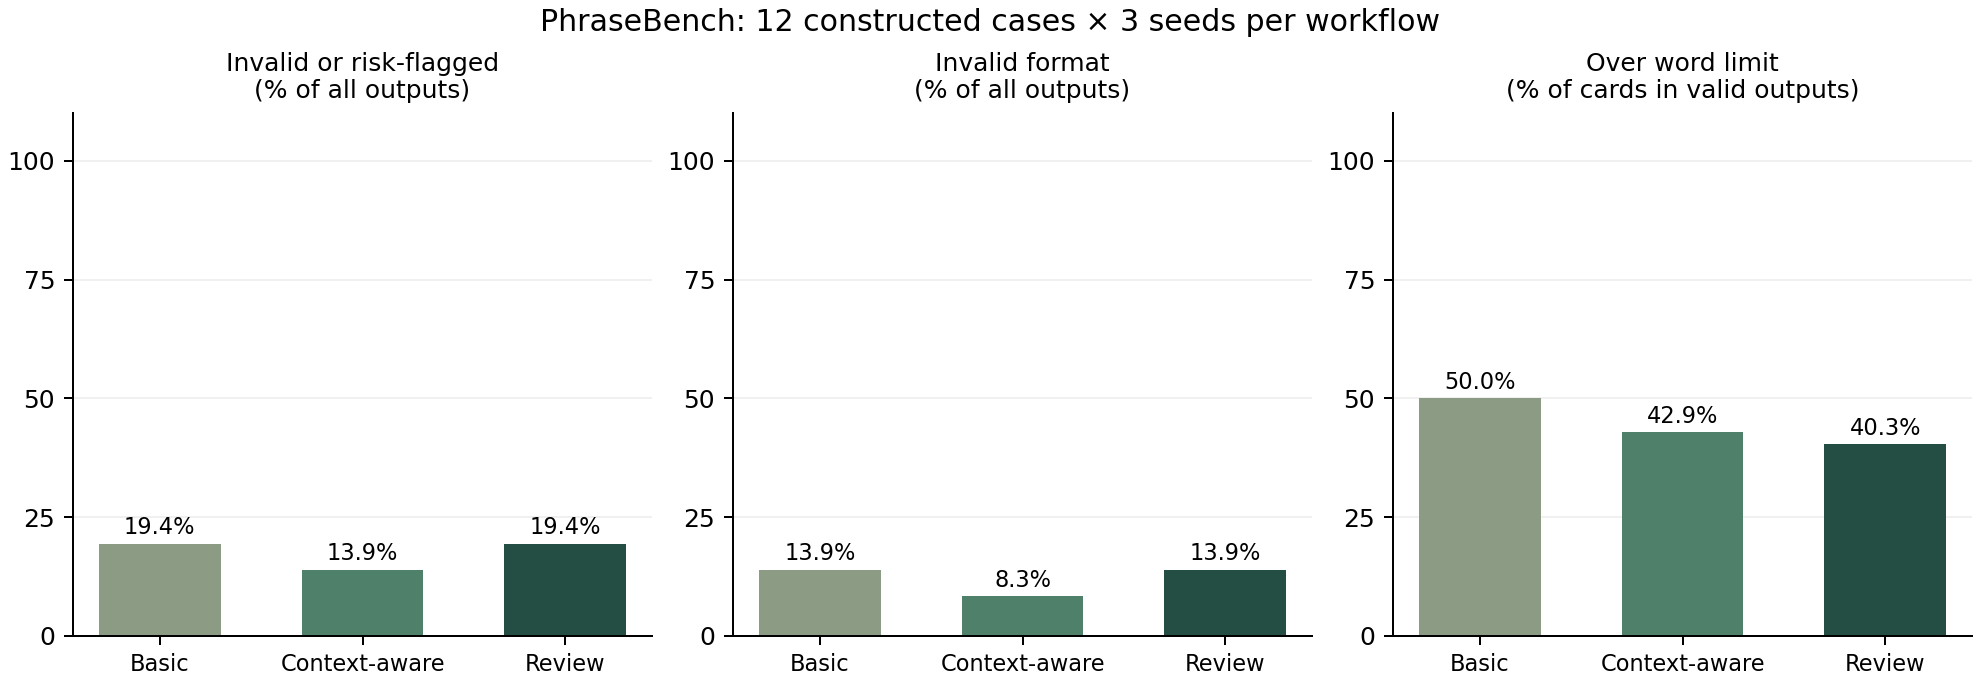 PhraseBench: 12 constructed cases × 3 seeds per workflow
Invalid or risk-flagged
(% of all outputs)
100
75
50
25
0
19.4%
13.9%
19.4%
Basic
Context-aware
Review
Invalid format
(% of all outputs)
100
75
50
25
0
13.9%
8.3%
13.9%
Basic
Context-aware
Review
Over word limit
(% of cards in valid outputs)
100
75
50
25
0
50.0%
42.9%
40.3%
Basic
Context-aware
Review